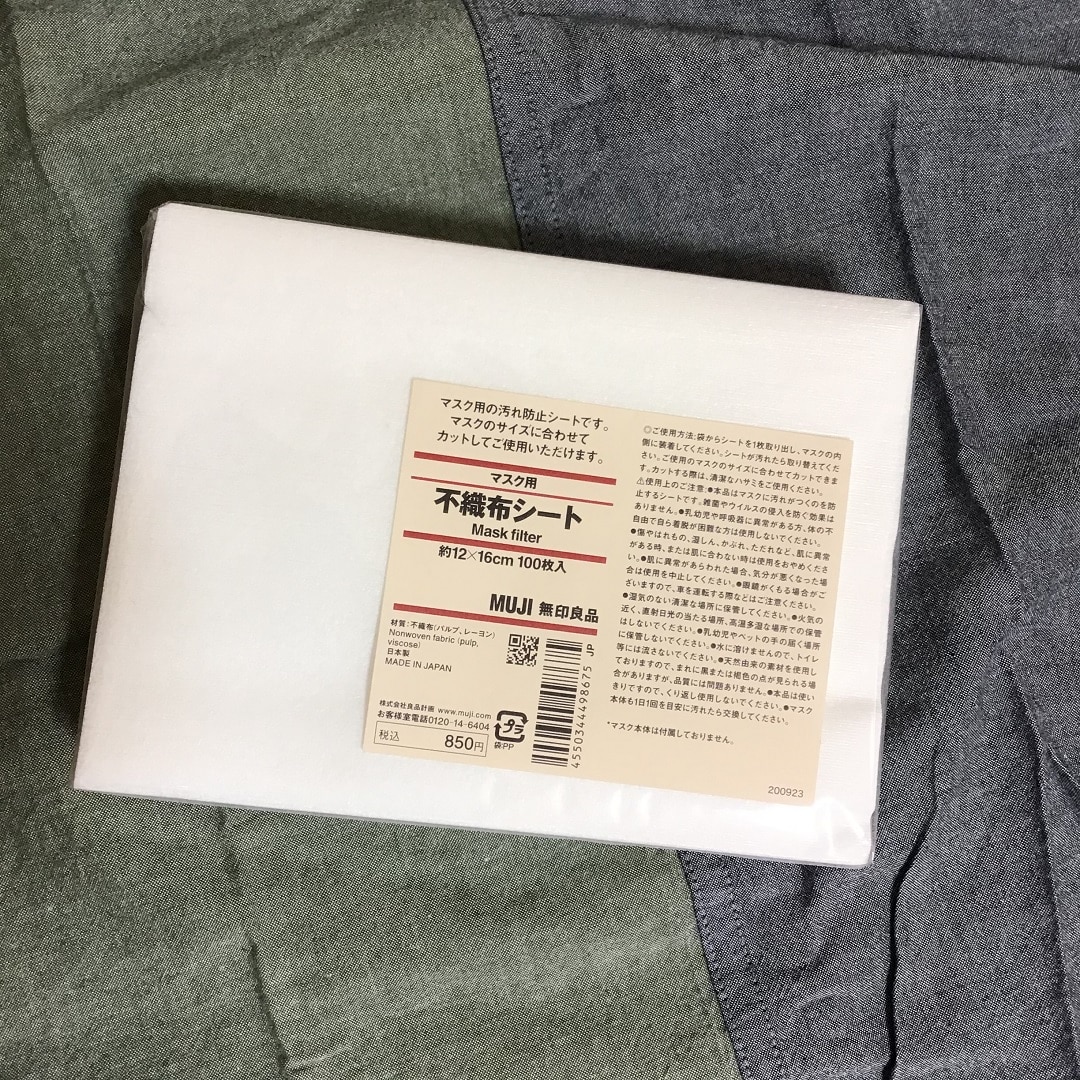 マスク用の汚れ防止シートです。
マスクのサイズに合わせて
カットしてご使用いただけます。
マスク用
不織布シート
Mask filter
約12×16cm 100枚入
MUJI 無印良品
材質:不織布(パルプ、レーヨン)
Nonwoven fabric (pulp,
viscose)
日本製
MADE IN JAPAN
株式会社良品計画 www.muji.com
お客様室電話0120-14-6404
税込 850円
プラ
袋:PP
4550344498675 JP
◎ご使用方法:袋からシートを1枚取り出し、マスクの内
側に装着してください。シートが汚れたら取り替えてくだ
さい。ご使用のマスクのサイズに合わせてカットできま
す。カットする際は、清潔なハサミをご使用ください。
⚠使用上のご注意:●本品はマスクに汚れがつくのを防
止するシートです。雑菌やウイルスの侵入を防ぐ効果は
ありません。●乳幼児や呼吸器に異常がある方、体の不
自由で自ら着脱が困難な方は使用しないでください。
●傷やはれもの、湿しん、かぶれ、ただれなど、肌に異常
がある時、または肌に合わない時は使用をおやめくださ
い。●肌に異常があらわれた場合、気分が悪くなった場
合は使用を中止してください。●眼鏡がくもる場合がご
ざいますので、車を運転する際などはご注意ください。
●湿気のない清潔な場所に保管してください。●火気の
近く、直射日光の当たる場所、高温多湿な場所での保管
はしないでください。●乳幼児やペットの手の届く場所
に保管しないでください。●水に溶けませんので、トイレ
等には流さないでください。●天然由来の素材を使用し
ておりますので、まれに黒または褐色の点が見られる場
合がありますが、品質には問題ありません。●本品は使い
きりですので、くり返し使用しないでください。●マスク
本体も1日1回を目安に汚れたら交換してください。
*マスク本体は付属しておりません。
200923